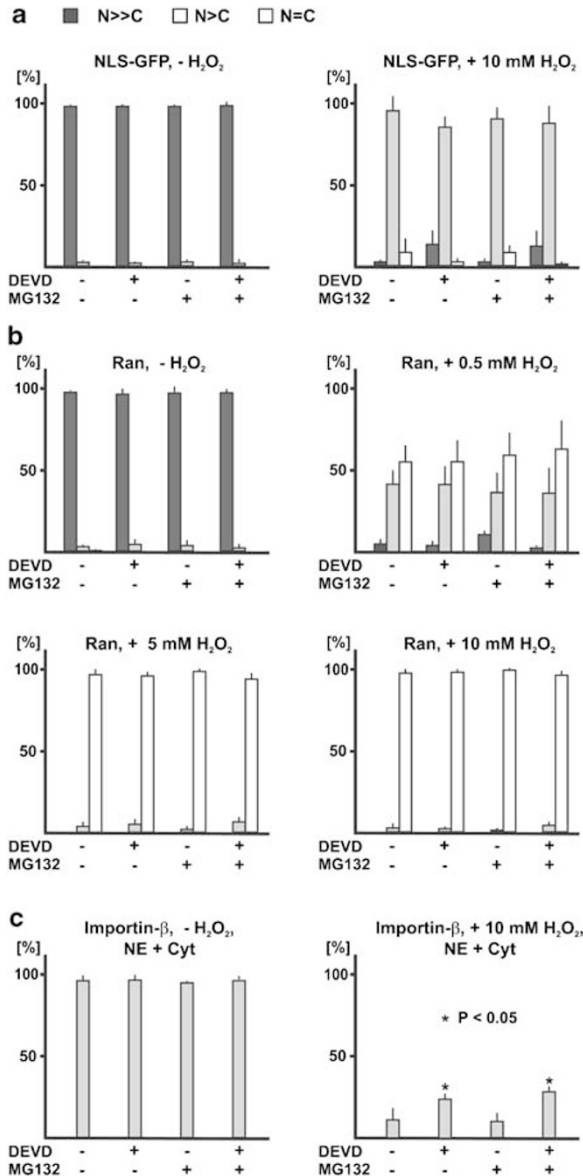 a N>>C N>C N=C
NLS-GFP, - H₂O₂ NLS-GFP, + 10 mM H₂O₂
[%] [%]
100 100
50 50
DEVD - + - + DEVD - + - +
MG132 - - + + MG132 - - + +
b
Ran, - H₂O₂ Ran, + 0.5 mM H₂O₂
[%] [%]
100 100
50 50
DEVD - + - + DEVD - + - +
MG132 - - + + MG132 - - + +
Ran, + 5 mM H₂O₂ Ran, + 10 mM H₂O₂
[%] [%]
100 100
50 50
DEVD - + - + DEVD - + - +
MG132 - - + + MG132 - - + +
c
Importin-β, - H₂O₂, Importin-β, + 10 mM H₂O₂,
NE + Cyt NE + Cyt
[%] [%]
100 100
* P < 0.05
50 50
* *
DEVD - + - + DEVD - + - +
MG132 - - + + MG132 - - + +